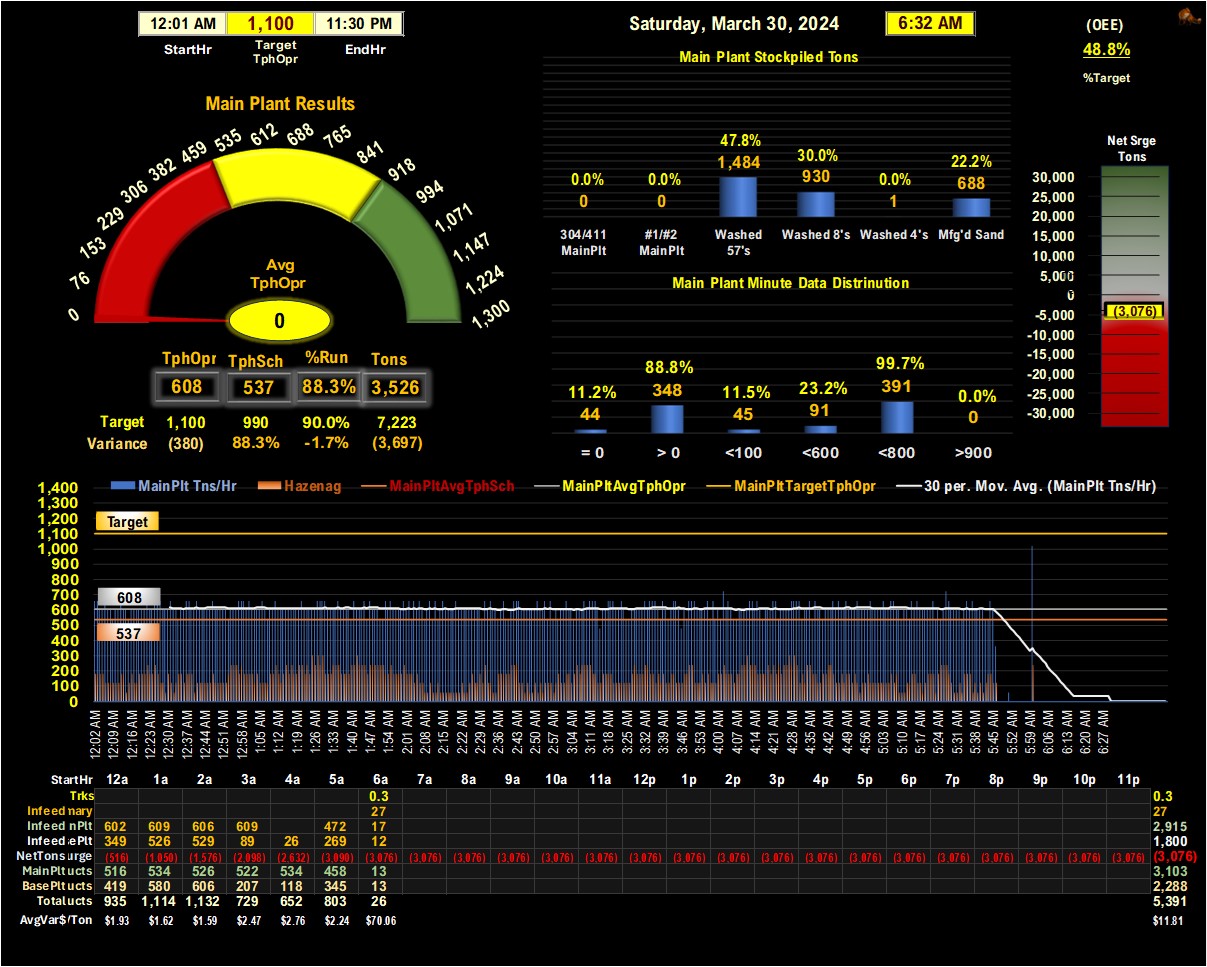 12:01 AM 1,100 11:30 PM
StartHr Target TphOpr EndHr
Saturday, March 30, 2024 6:32 AM
(OEE)
48.8%
%Target
Main Plant Results
0 76 153 229 306 382 459 535 612 688 765 841 918 994 1,071 1,147 1,224 1,300
Avg
TphOpr
0
TphOpr TphSch %Run Tons
608 537 88.3% 3,526
Target 1,100 990 90.0% 7,223
Variance (380) 88.3% -1.7% (3,697)
Main Plant Stockpiled Tons
0.0% 0.0% 47.8% 30.0% 0.0% 22.2%
0 0 1,484 930 1 688
304/411 MainPlt #1/#2 MainPlt Washed 57's Washed 8's Washed 4's Mfg'd Sand
Main Plant Minute Data Distrinution
11.2% 88.8% 11.5% 23.2% 99.7% 0.0%
44 348 45 91 391 0
= 0 > 0 <100 <600 <800 >900
Net Srge
Tons
30,000
25,000
20,000
15,000
10,000
5,000
0
-5,000
(3,076)
-10,000
-15,000
-20,000
-25,000
-30,000
MainPlt Tns/Hr Hazenag MainPltAvgTphSch MainPltAvgTphOpr MainPltTargetTphOpr 30 per. Mov. Avg. (MainPlt Tns/Hr)
1,400
1,300
1,200
1,100
1,000
900
800
700
600
500
400
300
200
100
0
Target
608
537
12:02 AM 12:09 AM 12:16 AM 12:23 AM 12:30 AM 12:37 AM 12:44 AM 12:51 AM 12:58 AM 1:05 AM 1:12 AM 1:19 AM 1:26 AM 1:33 AM 1:40 AM 1:47 AM 1:54 AM 2:01 AM 2:08 AM 2:15 AM 2:22 AM 2:29 AM 2:36 AM 2:43 AM 2:50 AM 2:57 AM 3:04 AM 3:11 AM 3:18 AM 3:25 AM 3:32 AM 3:39 AM 3:46 AM 3:53 AM 4:00 AM 4:07 AM 4:14 AM 4:21 AM 4:28 AM 4:35 AM 4:42 AM 4:49 AM 4:56 AM 5:03 AM 5:10 AM 5:17 AM 5:24 AM 5:31 AM 5:38 AM 5:45 AM 5:52 AM 5:59 AM 6:06 AM 6:13 AM 6:20 AM 6:27 AM
StartHr 12a 1a 2a 3a 4a 5a 6a 7a 8a 9a 10a 11a 12p 1p 2p 3p 4p 5p 6p 7p 8p 9p 10p 11p
Trks 0.3 0.3
Infeed nary 27 27
Infeed nPlt 602 609 606 609 472 17 2,915
Infeed ePlt 349 526 529 89 26 269 12 1,800
NetTons urge (516) (1,050) (1,576) (2,098) (2,632) (3,090) (3,076) (3,076) (3,076) (3,076) (3,076) (3,076) (3,076) (3,076) (3,076) (3,076) (3,076) (3,076) (3,076) (3,076) (3,076) (3,076) (3,076) (3,076) (3,076)
MainPlt ucts 516 534 526 522 534 458 13 3,103
BasePlt ucts 419 580 606 207 118 345 13 2,288
Total ucts 935 1,114 1,132 729 652 803 26 5,391
AvgVar$/Ton $1.93 $1.62 $1.59 $2.47 $2.76 $2.24 $70.06 $11.81